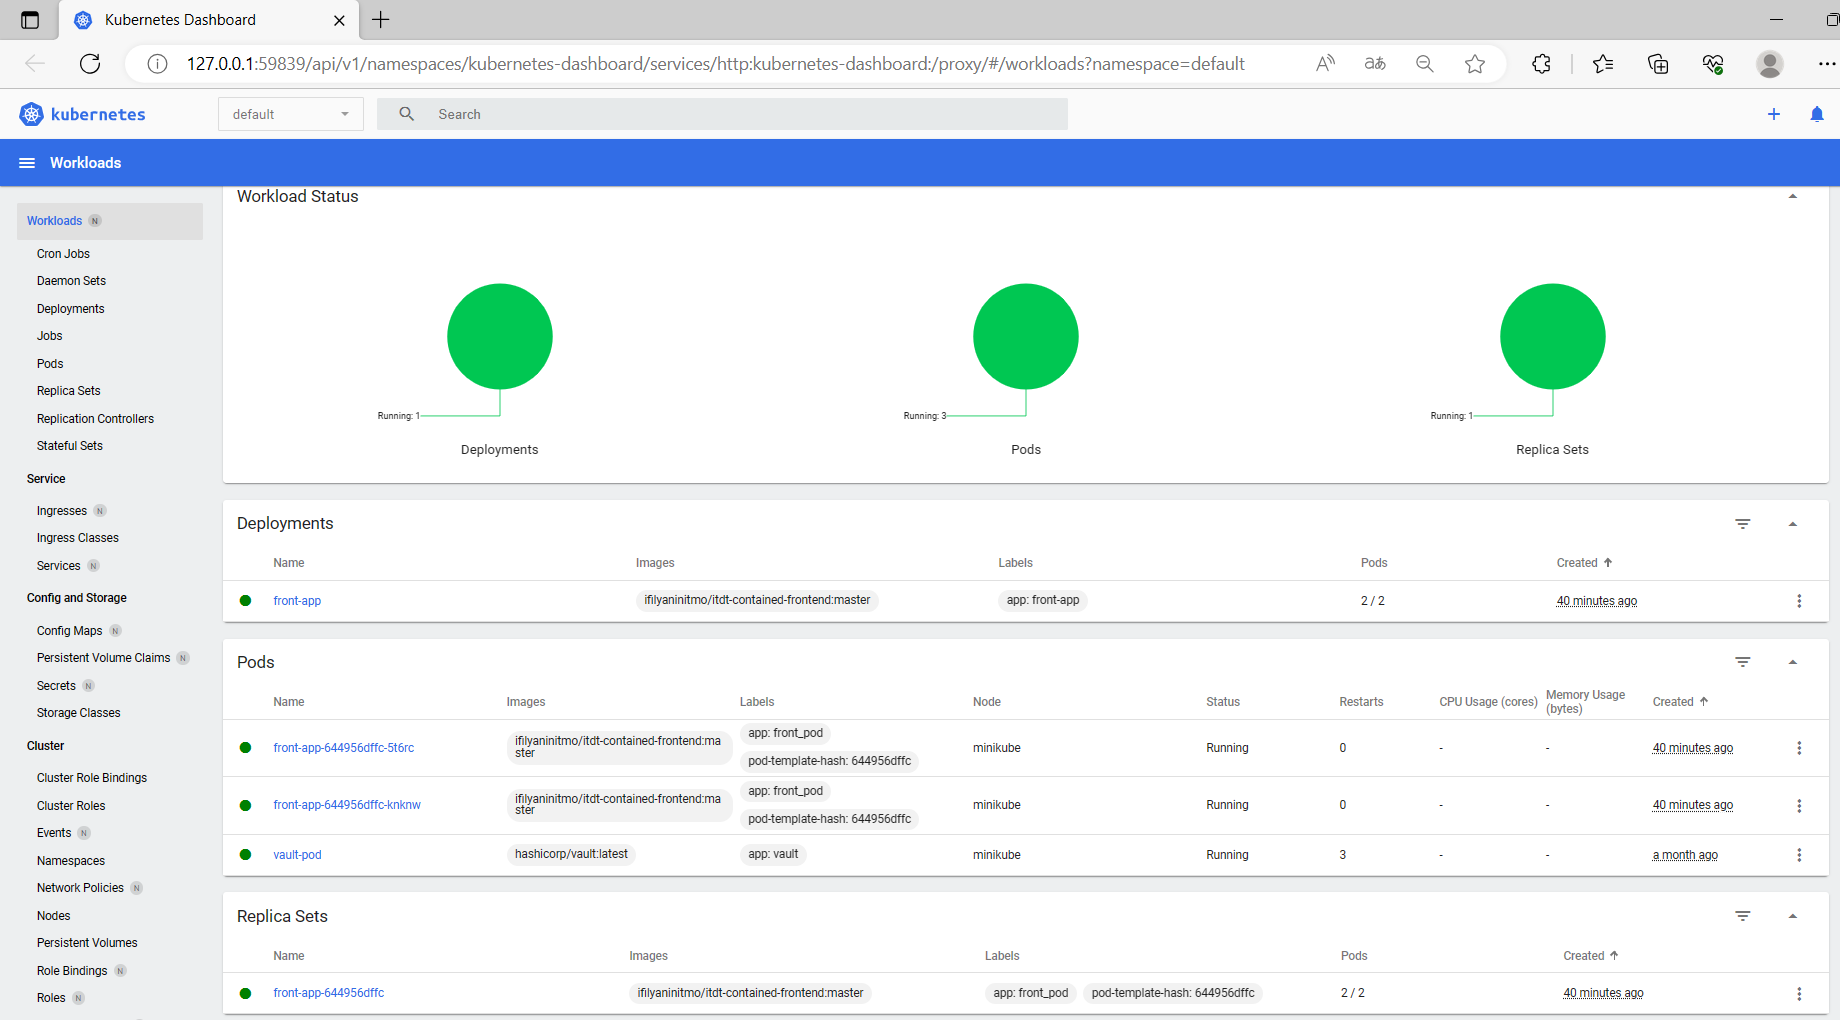 Kubernetes Dashboard
127.0.0.1:59839/api/v1/namespaces/kubernetes-dashboard/services/http:kubernetes-dashboard:/proxy/#/workloads?namespace=default
kubernetes
default
Search
Workloads
Workloads N
Cron Jobs
Daemon Sets
Deployments
Jobs
Pods
Replica Sets
Replication Controllers
Stateful Sets
Service
Ingresses N
Ingress Classes
Services N
Config and Storage
Config Maps N
Persistent Volume Claims N
Secrets N
Storage Classes
Cluster
Cluster Role Bindings
Cluster Roles
Events N
Namespaces
Network Policies N
Nodes
Persistent Volumes
Role Bindings N
Roles N
Workload Status
Running: 1
Deployments
Running: 3
Pods
Running: 1
Replica Sets
Deployments
Name Images Labels Pods Created
front-app ifilyaninitmo/itdt-contained-frontend:master app: front-app 2 / 2 40 minutes ago
Pods
Name Images Labels Node Status Restarts CPU Usage (cores) Memory Usage (bytes) Created
front-app-644956dffc-5t6rc ifilyaninitmo/itdt-contained-frontend:ma
ster app: front_pod
pod-template-hash: 644956dffc minikube Running 0 - - 40 minutes ago
front-app-644956dffc-knknw ifilyaninitmo/itdt-contained-frontend:ma
ster app: front_pod
pod-template-hash: 644956dffc minikube Running 0 - - 40 minutes ago
vault-pod hashicorp/vault:latest app: vault minikube Running 3 - - a month ago
Replica Sets
Name Images Labels Pods Created
front-app-644956dffc ifilyaninitmo/itdt-contained-frontend:master app: front_pod pod-template-hash: 644956dffc 2 / 2 40 minutes ago